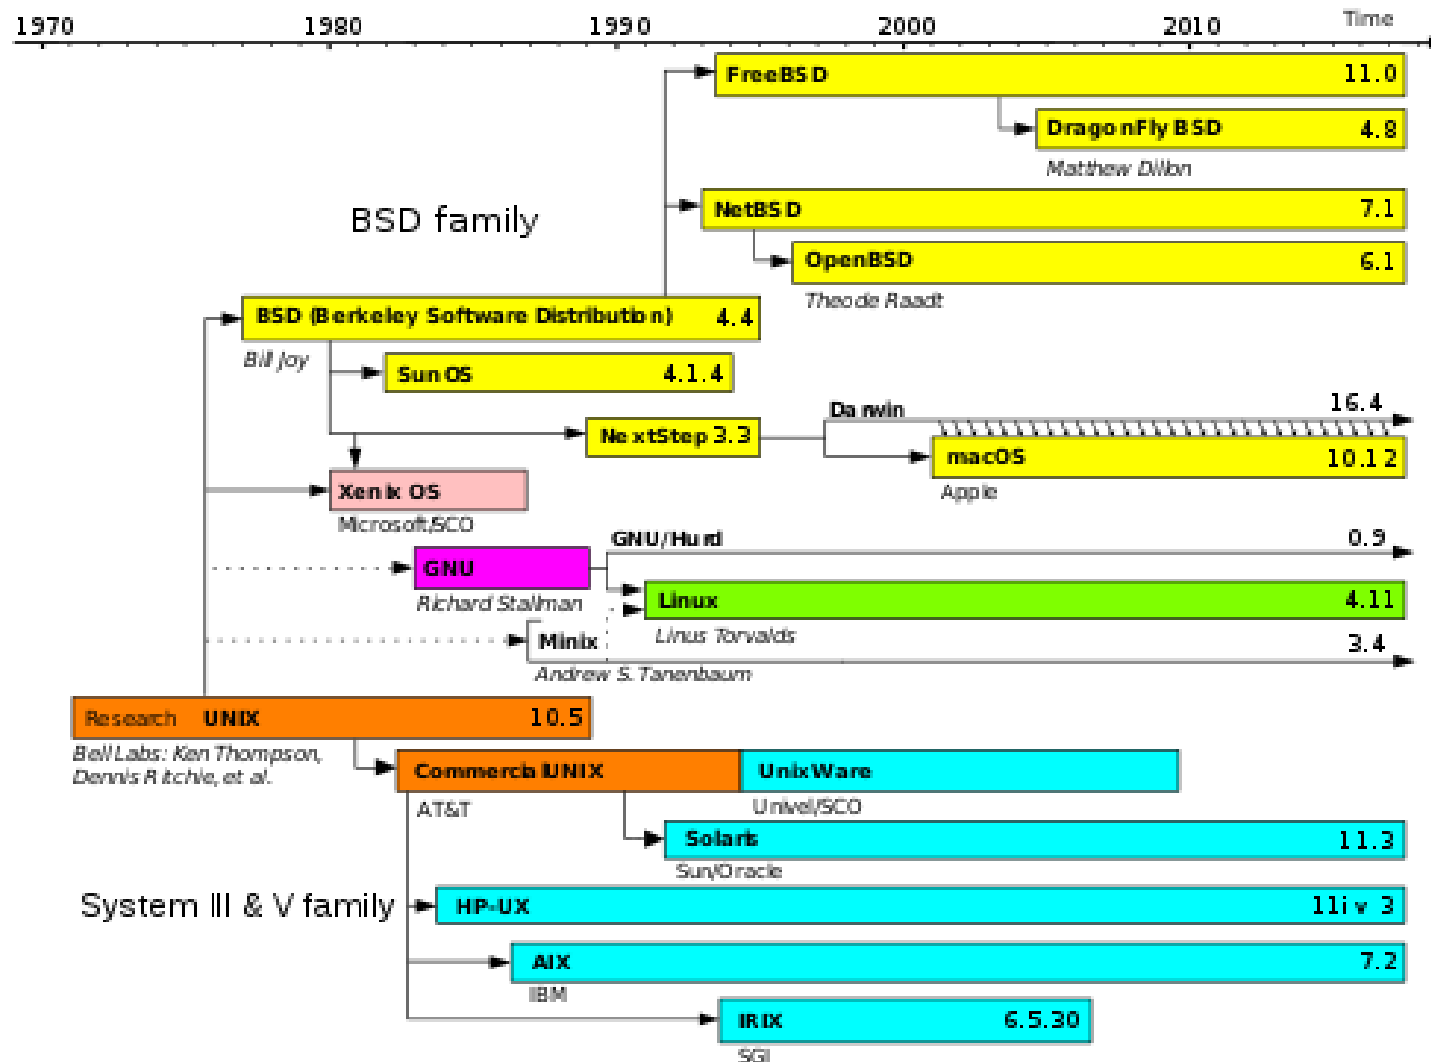 1970 1980 1990 2000 2010 Time
FreeBSD 11.0
DragonFly BSD 4.8
Matthew Dillon
BSD family
NetBSD 7.1
OpenBSD 6.1
Theo de Raadt
BSD (Berkeley Software Distribution) 4.4
Bill Joy
SunOS 4.1.4
Darwin 16.4
NextStep 3.3
macOS 10.12
Apple
Xenix OS
Microsoft/SCO
GNU/Hurd 0.9
GNU
Richard Stallman
Linux 4.11
Linus Torvalds
Minix 3.4
Andrew S. Tanenbaum
Research UNIX 10.5
Bell Labs: Ken Thompson,
Dennis Ritchie, et al.
Commercial UNIX UnixWare
AT&T Univel/SCO
Solaris 11.3
Sun/Oracle
System III & V family
HP-UX 11i v 3
AIX 7.2
IBM
IRIX 6.5.30
SGI